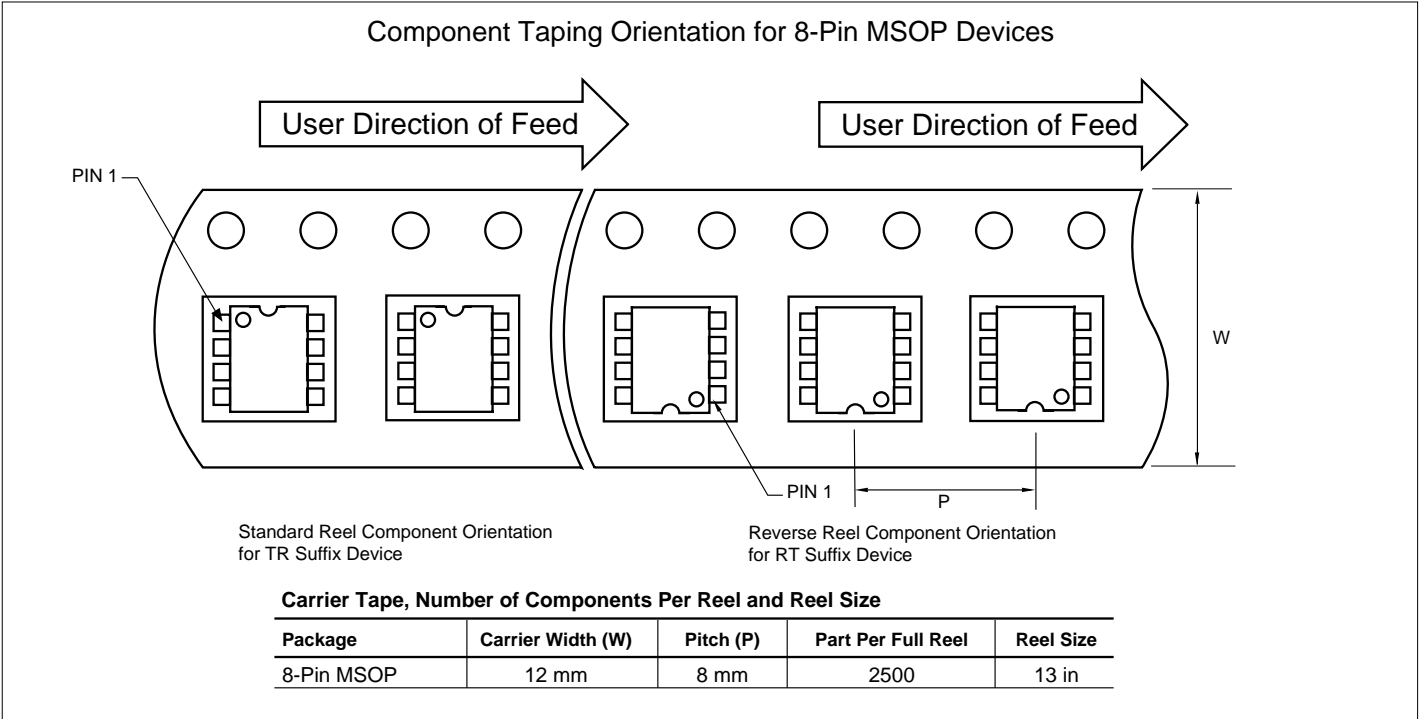 Component Taping Orientation for 8-Pin MSOP Devices
User Direction of Feed
User Direction of Feed
PIN 1
W
PIN 1
P
Standard Reel Component Orientation
for TR Suffix Device
Reverse Reel Component Orientation
for RT Suffix Device
Carrier Tape, Number of Components Per Reel and Reel Size
Package Carrier Width (W) Pitch (P) Part Per Full Reel Reel Size
8-Pin MSOP 12 mm 8 mm 2500 13 in